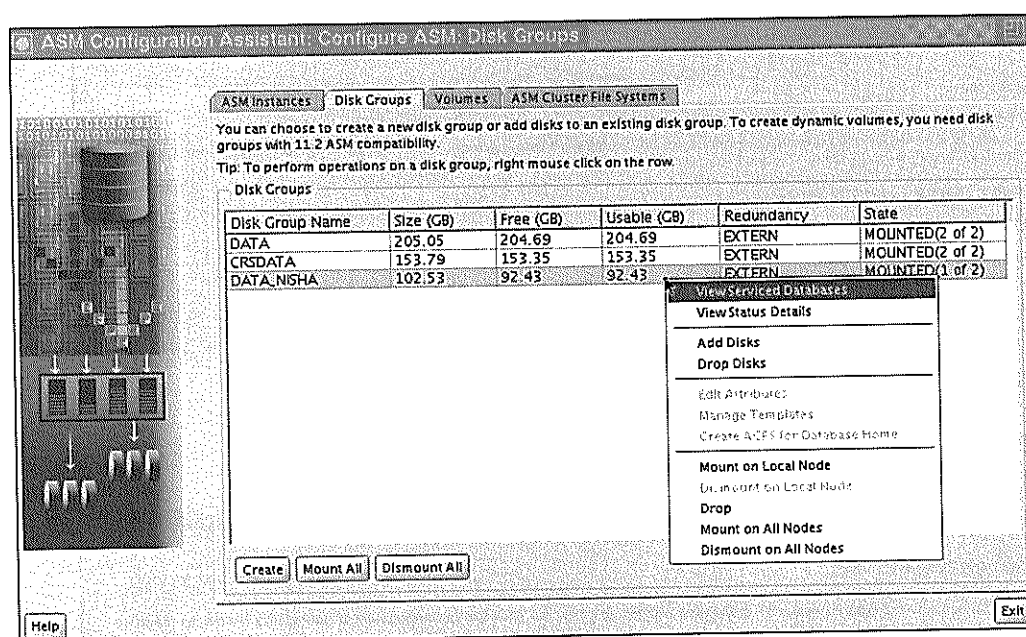 ASM Configuration Assistant: Configure ASM: Disk Groups
ASM Instances Disk Groups Volumes ASM Cluster File Systems
You can choose to create a new disk group or add disks to an existing disk group. To create dynamic volumes, you need disk
groups with 11.2 ASM compatibility.
Tip: To perform operations on a disk group, right mouse click on the row.
Disk Groups
Disk Group Name Size (GB) Free (GB) Usable (GB) Redundancy State
DATA 205.05 204.69 204.69 EXTERN MOUNTED(2 of 2)
CRSDATA 153.79 153.35 153.35 EXTERN MOUNTED(2 of 2)
DATA_NISHA 102.53 92.43 92.43 EXTERN MOUNTED(1 of 2)
View Serviced Databases
View Status Details
Add Disks
Drop Disks
Edit Attributes
Manage Templates
Create ACFS for Database Home
Mount on Local Node
Dismount on Local Node
Drop
Mount on All Nodes
Dismount on All Nodes
Create Mount All Dismount All
Help Exit